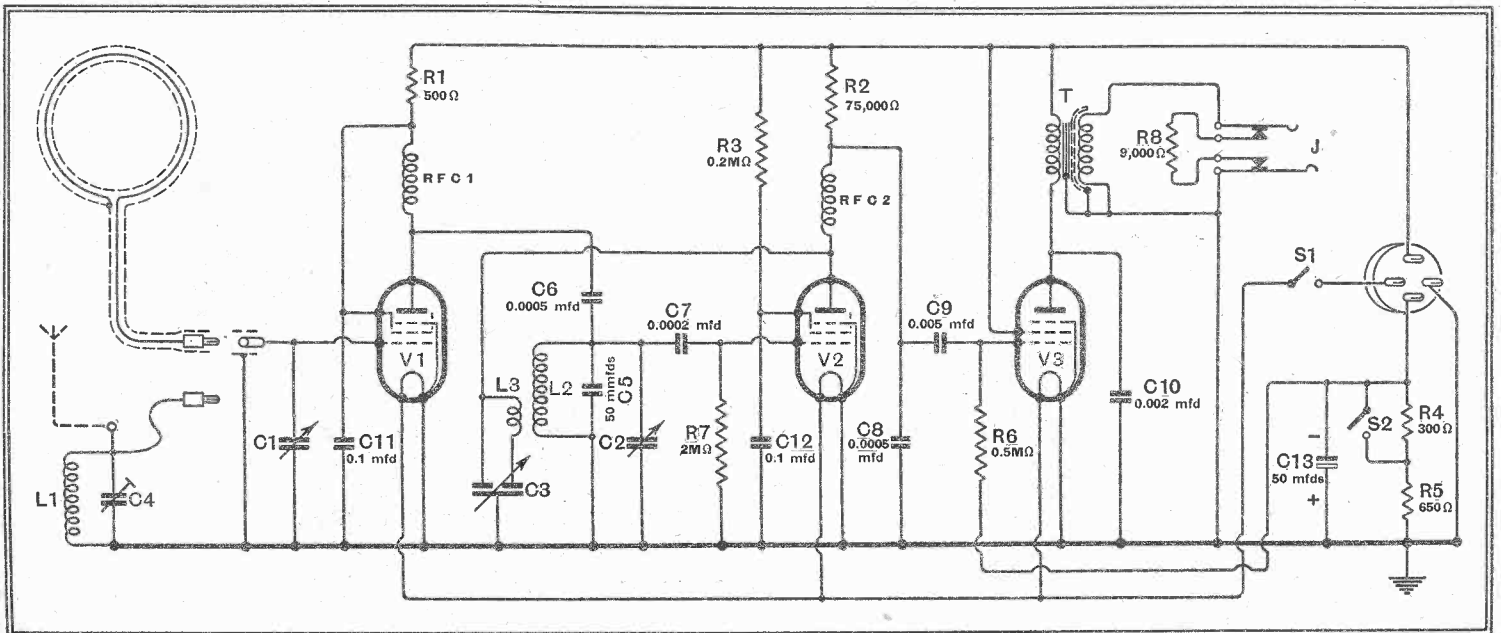 R1
500Ω
RFC1
C6
0.0005 mfd
V1
C1
C11
0.1 mfd
L1
C4
L3
L2
50 mmfds
C5
C3
C2
C7
0.0002 mfd
R7
2MΩ
R3
0.2MΩ
R2
75,000Ω
RFC2
V2
C12
0.1 mfd
C8
0.0005
mfd
C9
0.005 mfd
R6
0.5MΩ
V3
C10
0.002 mfd
T
R8
9,000Ω
J
S1
S2
-
C13
50 mfds
+
R4
300Ω
R5
650Ω